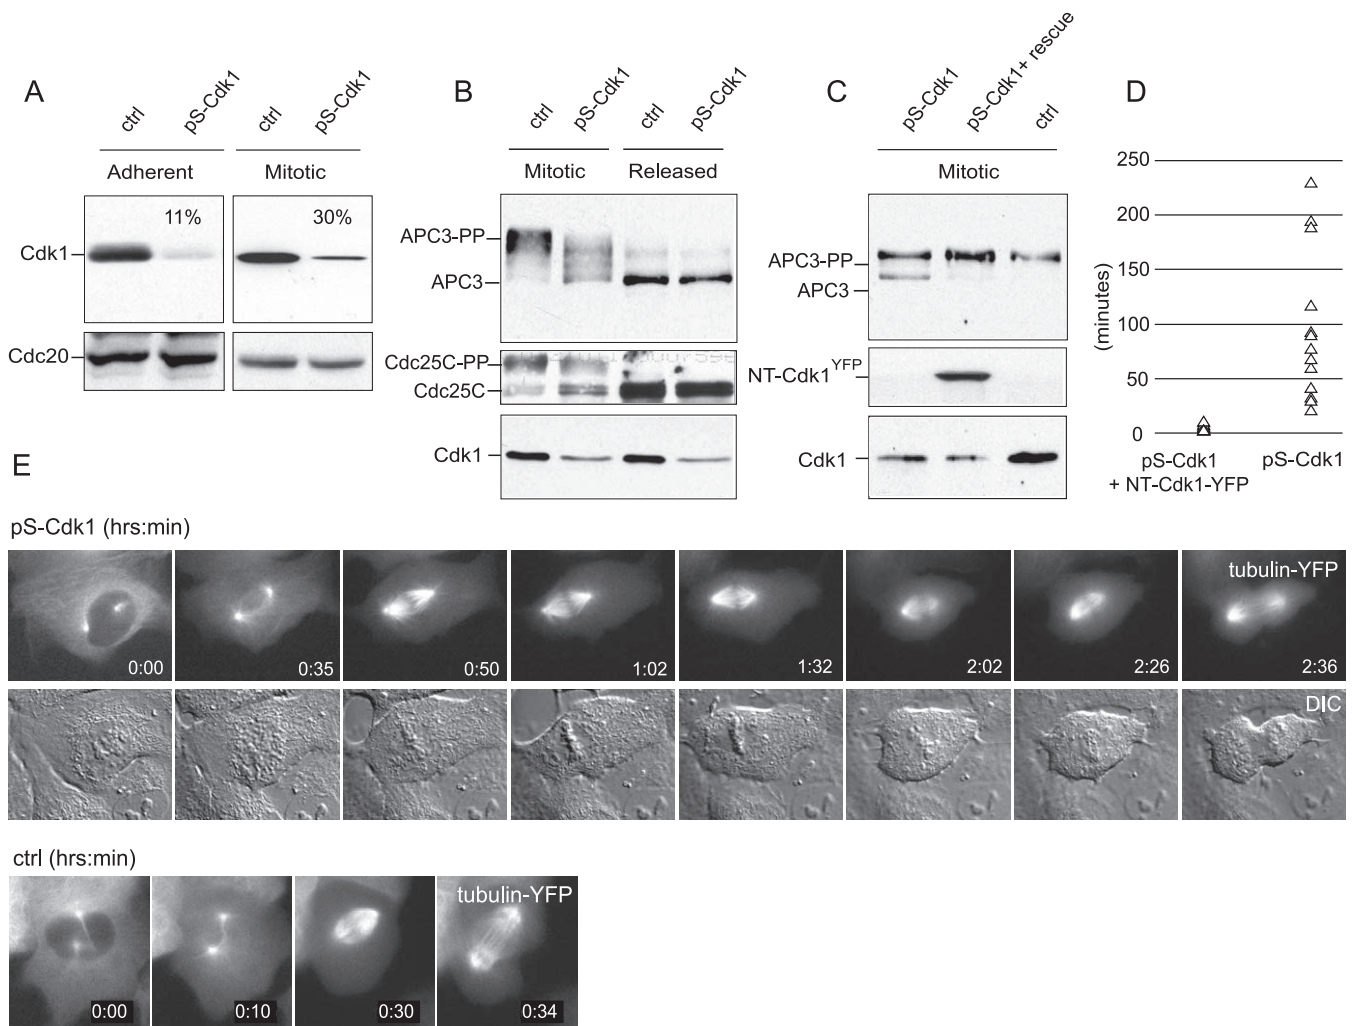 A
ctrl
pS-Cdk1
ctrl
pS-Cdk1
Adherent
Mitotic
11%
30%
Cdk1
Cdc20
B
ctrl
pS-Cdk1
ctrl
pS-Cdk1
Mitotic
Released
APC3-PP
APC3
Cdc25C-PP
Cdc25C
Cdk1
C
pS-Cdk1
pS-Cdk1+ rescue
ctrl
Mitotic
APC3-PP
APC3
NT-Cdk1YFP
Cdk1
D
(minutes)
250
200
150
100
50
0
pS-Cdk1
+ NT-Cdk1-YFP
pS-Cdk1
E
pS-Cdk1 (hrs:min)
tubulin-YFP
0:00
0:35
0:50
1:02
1:32
2:02
2:26
2:36
DIC
ctrl (hrs:min)
tubulin-YFP
0:00
0:10
0:30
0:34